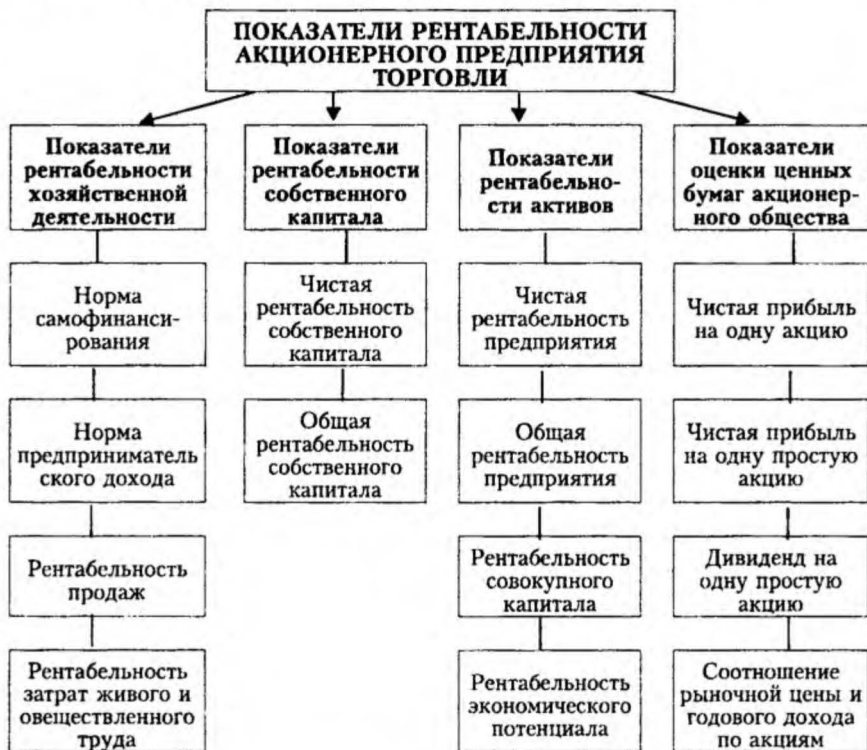 ПОКАЗАТЕЛИ РЕНТАБЕЛЬНОСТИ
АКЦИОНЕРНОГО ПРЕДПРИЯТИЯ
ТОРГОВЛИ
Показатели
рентабельности
хозяйственной
деятельности
Норма
самофинанси-
рования
Норма
предприниматель
ского дохода
Рентабельность
продаж
Рентабельность
затрат живого и
овеществленного
труда
Показатели
рентабельности
собственного
капитала
Чистая
рентабельность
собственного
капитала
Общая
рентабельность
собственного
капитала
Показатели
рентабельно-
сти активов
Чистая
рентабельность
предприятия
Общая
рентабельность
предприятия
Рентабельность
совокупного
капитала
Рентабельность
экономического
потенциала
Показатели
оценки ценных
бумаг акционер-
ного общества
Чистая прибыль
на одну акцию
Чистая прибыль
на одну простую
акцию
Дивиденд на
одну простую
акцию
Соотношение
рыночной цены и
годового дохода
по акциям